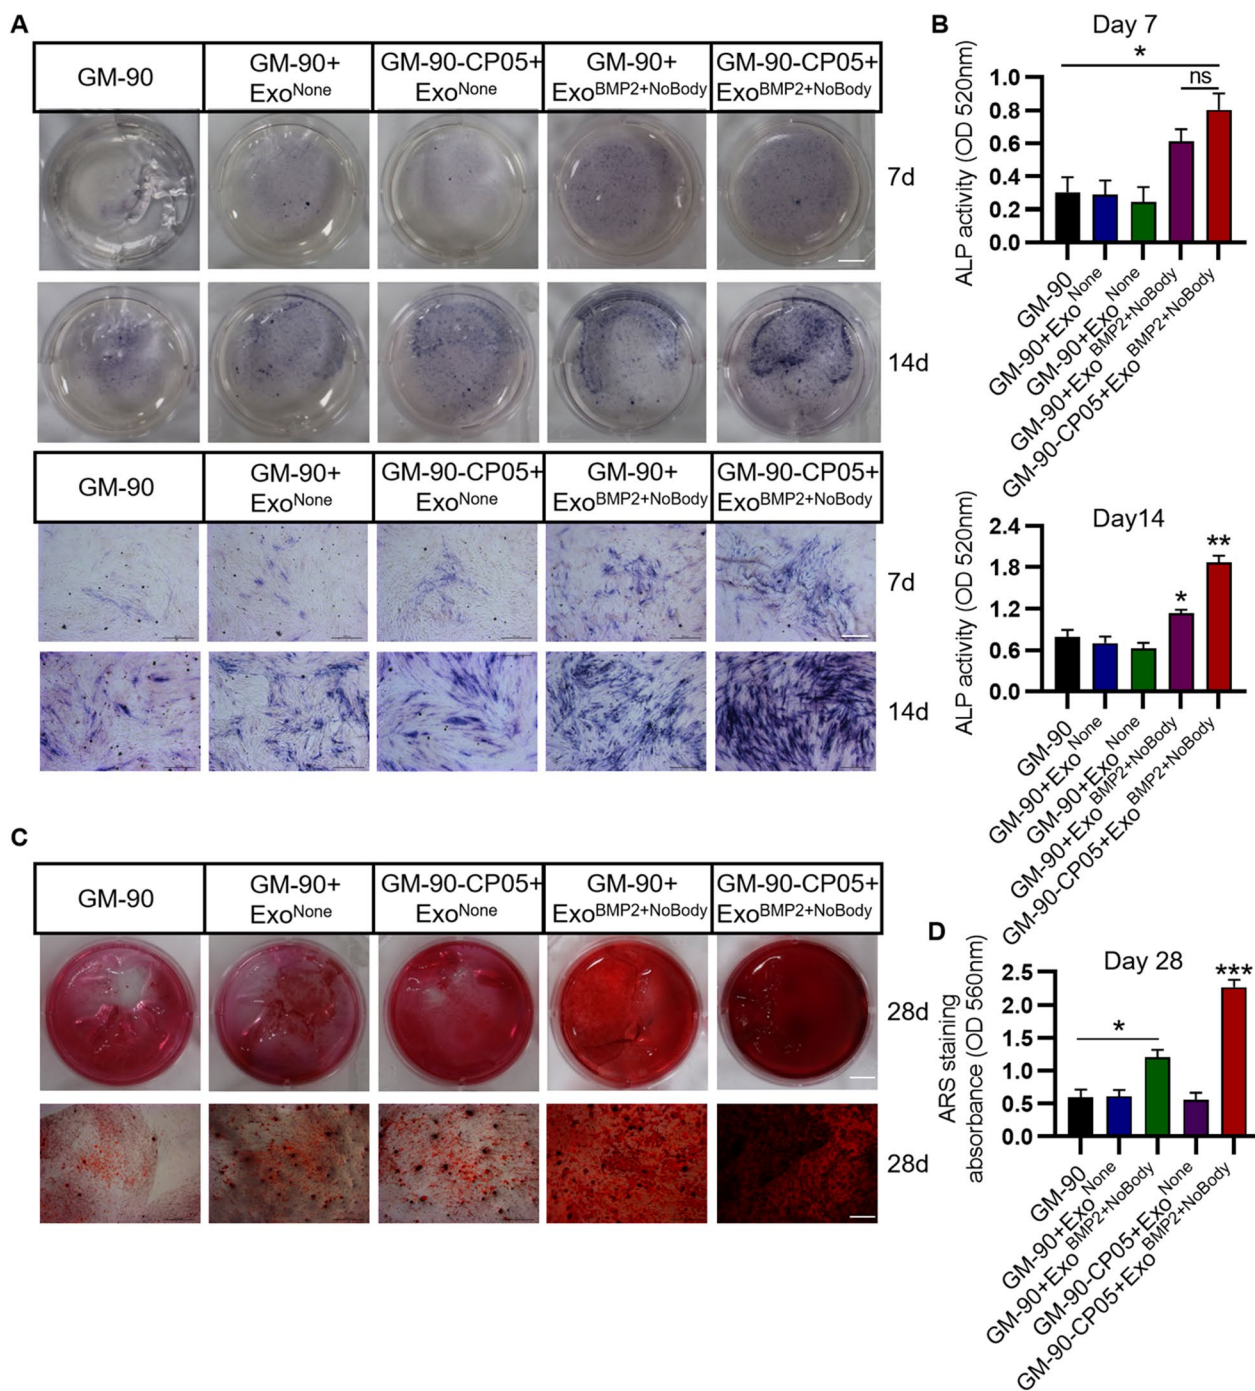 A
GM-90
GM-90+
ExoNone
GM-90-CP05+
ExoNone
GM-90+
ExoBMP2+NoBody
GM-90-CP05+
ExoBMP2+NoBody
7d
14d
GM-90
GM-90+
ExoNone
GM-90-CP05+
ExoNone
GM-90+
ExoBMP2+NoBody
GM-90-CP05+
ExoBMP2+NoBody
7d
14d
B
Day 7
*
ns
ALP activity (OD 520nm)
1.0
0.8
0.6
0.4
0.2
0.0
GM-90
GM-90+ExoNone
GM-90+ExoNone
GM-90+ExoBMP2+NoBody
GM-90-CP05+ExoBMP2+NoBody
Day14
*
**
ALP activity (OD 520nm)
2.4
1.8
1.2
0.6
0.0
GM-90
GM-90+ExoNone
GM-90+ExoNone
GM-90+ExoBMP2+NoBody
GM-90-CP05+ExoBMP2+NoBody
C
GM-90
GM-90+
ExoNone
GM-90-CP05+
ExoNone
GM-90+
ExoBMP2+NoBody
GM-90-CP05+
ExoBMP2+NoBody
28d
28d
D
Day 28
*
***
ARS staining
absorbance (OD 560nm)
2.5
2.0
1.5
1.0
0.5
0.0
GM-90
GM-90+ExoNone
GM-90+ExoBMP2+NoBody
GM-90-CP05+ExoNone
GM-90-CP05+ExoBMP2+NoBody